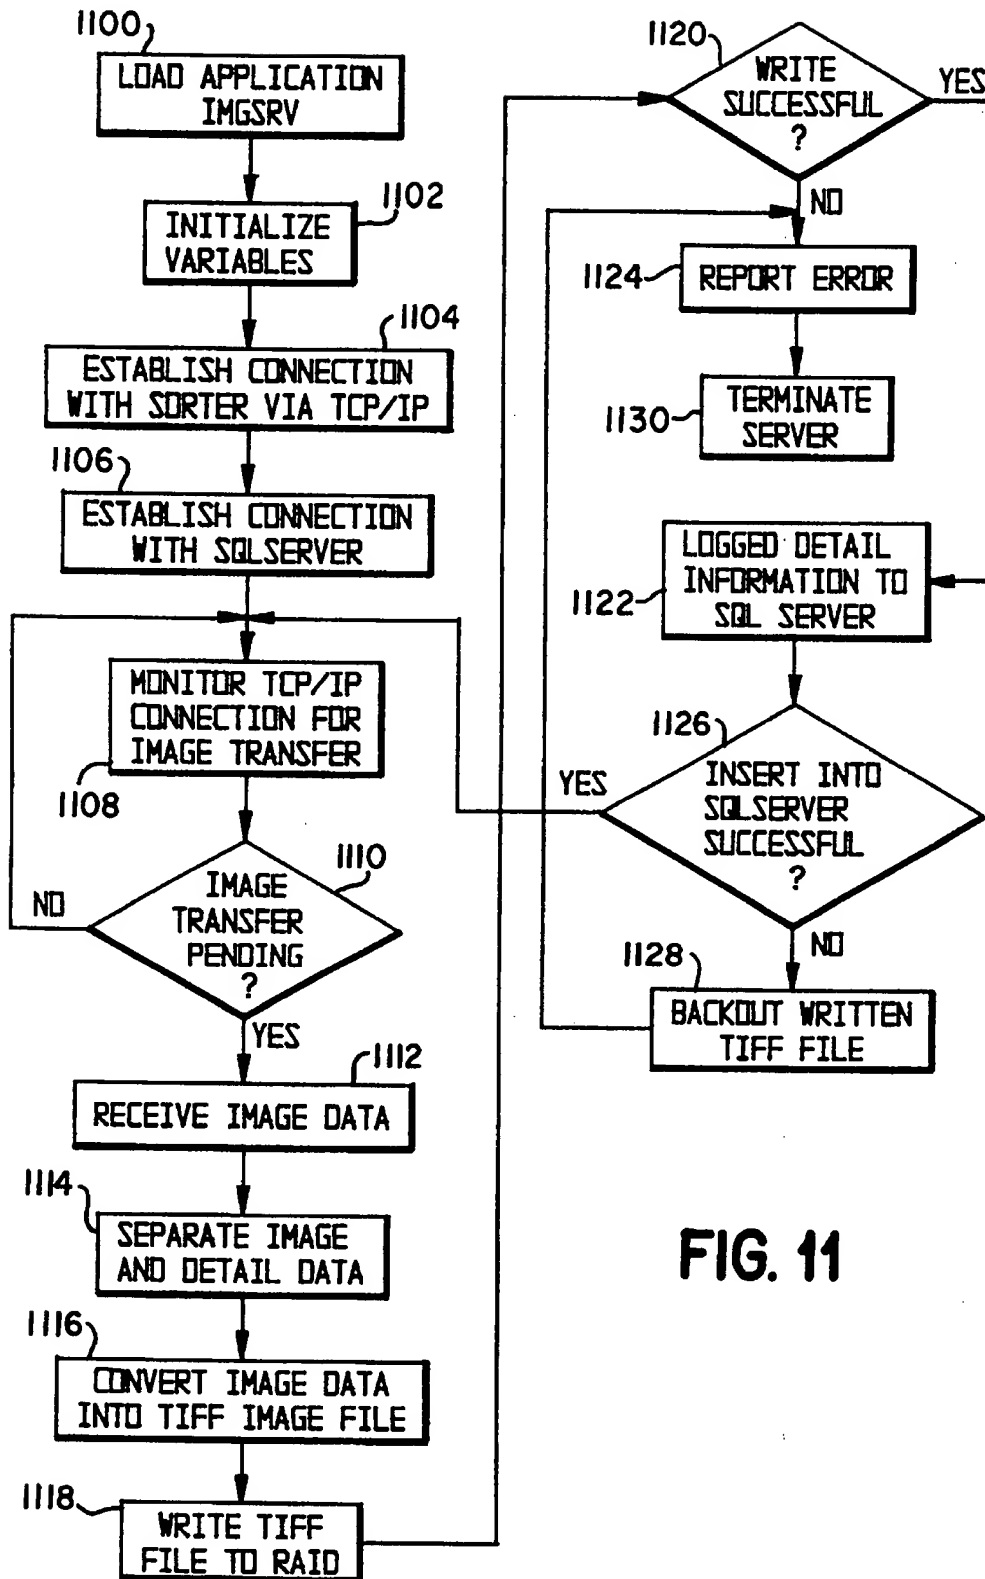 1100
LOAD APPLICATION
IMGSRV
1102
INITIALIZE
VARIABLES
1104
ESTABLISH CONNECTION
WITH SORTER VIA TCP/IP
1106
ESTABLISH CONNECTION
WITH SQLSERVER
MONITOR TCP/IP
CONNECTION FOR
IMAGE TRANSFER
1108
1110
IMAGE
TRANSFER
PENDING
?
NO
YES
1112
RECEIVE IMAGE DATA
1114
SEPARATE IMAGE
AND DETAIL DATA
1116
CONVERT IMAGE DATA
INTO TIFF IMAGE FILE
1118
WRITE TIFF
FILE TO RAID
1120
WRITE
SUCCESSFUL
?
YES
NO
1124
REPORT ERROR
1130
TERMINATE
SERVER
1122
LOGGED DETAIL
INFORMATION TO
SQL SERVER
1126
INSERT INTO
SQLSERVER
SUCCESSFUL
?
YES
NO
1128
BACKOUT WRITTEN
TIFF FILE
FIG. 11